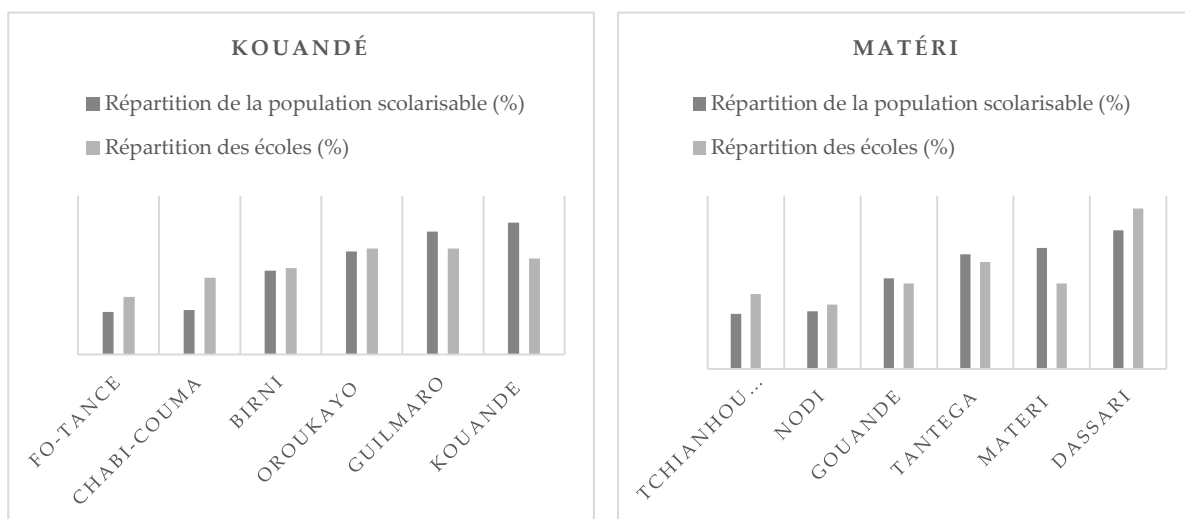 KOUANDÉ
Répartition de la population scolarisable (%)
Répartition des écoles (%)
FO-TANCE
CHABI-COUMA
BIRNI
OROUKAYO
GUILMARO
KOUANDE
MATÉRI
Répartition de la population scolarisable (%)
Répartition des écoles (%)
TCHIANHOU...
NODI
GOUANDE
TANTEGA
MATERI
DASSARI